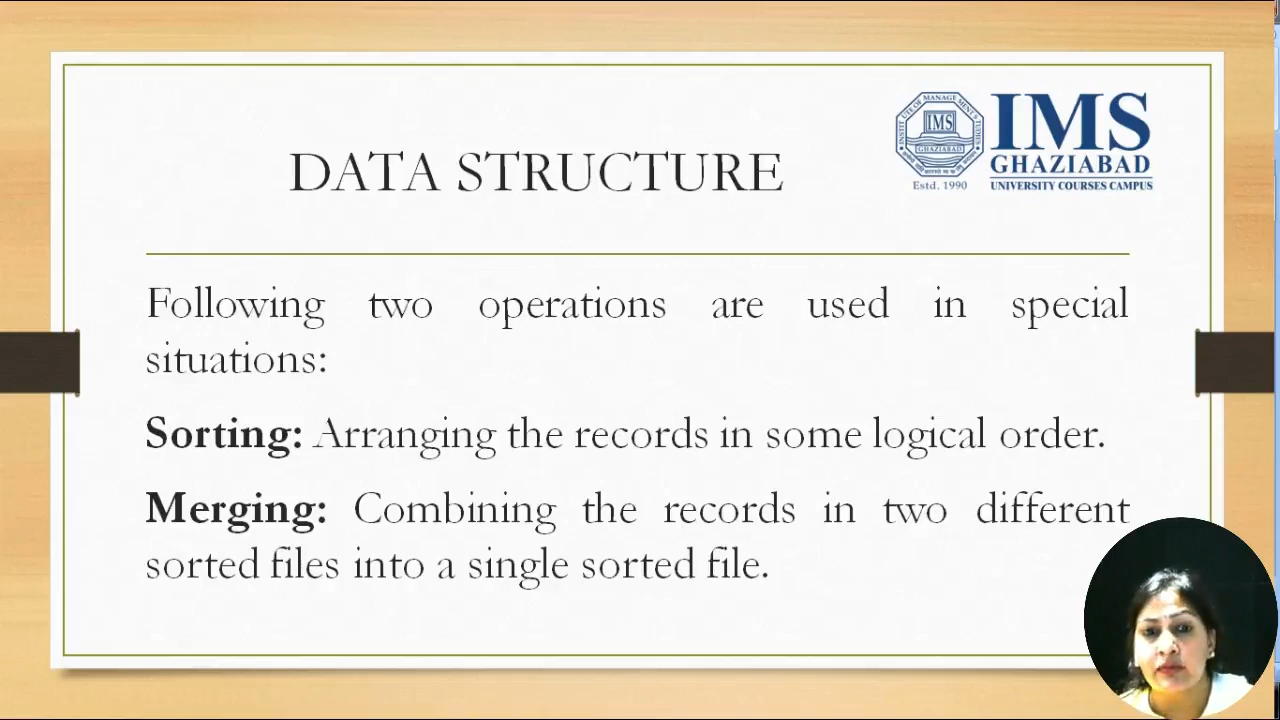 DATA STRUCTURE
IMS
Estd. 1990
IMS
GHAZIABAD
UNIVERSITY COURSES CAMPUS
Following two operations are used in special
situations:
Sorting: Arranging the records in some logical order.
Merging: Combining the records in two different
sorted files into a single sorted file.